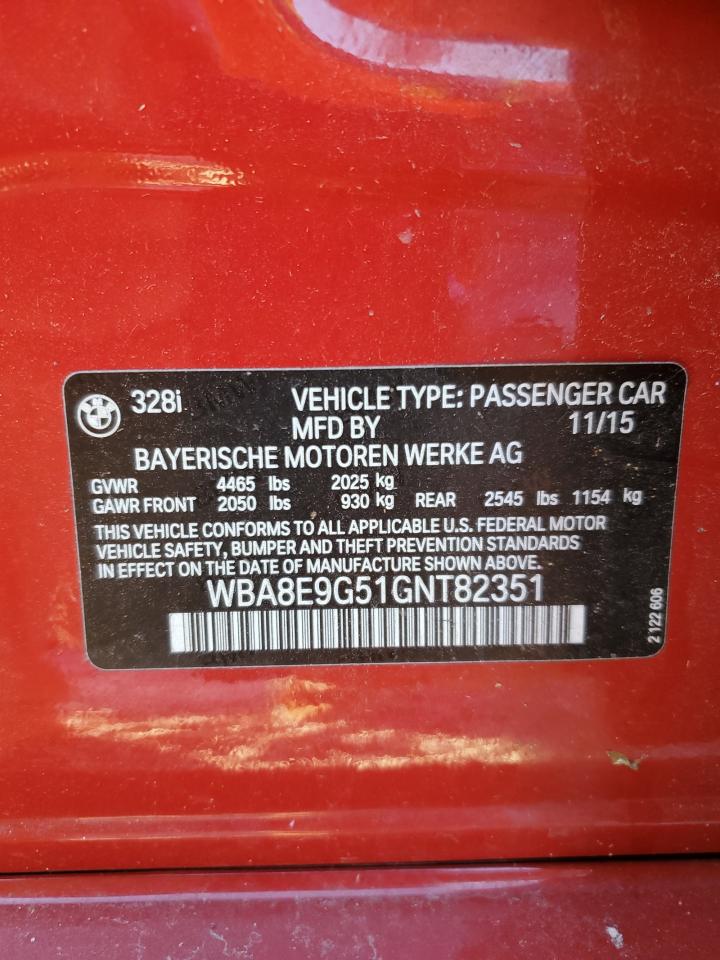 328i VEHICLE TYPE: PASSENGER CAR
MFD BY 11/15
BAYERISCHE MOTOREN WERKE AG
GVWR 4465 lbs 2025 kg
GAWR FRONT 2050 lbs 930 kg REAR 2545 lbs 1154 kg
THIS VEHICLE CONFORMS TO ALL APPLICABLE U.S. FEDERAL MOTOR
VEHICLE SAFETY, BUMPER AND THEFT PREVENTION STANDARDS
IN EFFECT ON THE DATE OF MANUFACTURE SHOWN ABOVE.
WBA8E9G51GNT82351
2 122 606